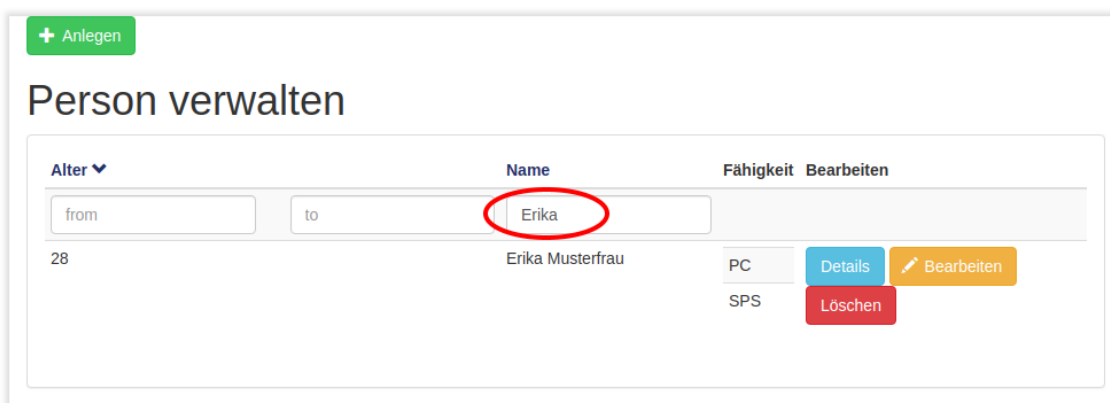 Anlegen
Person verwalten
Alter Name Fähigkeit Bearbeiten
from to Erika
28 Erika Musterfrau PC Details Bearbeiten
SPS Löschen